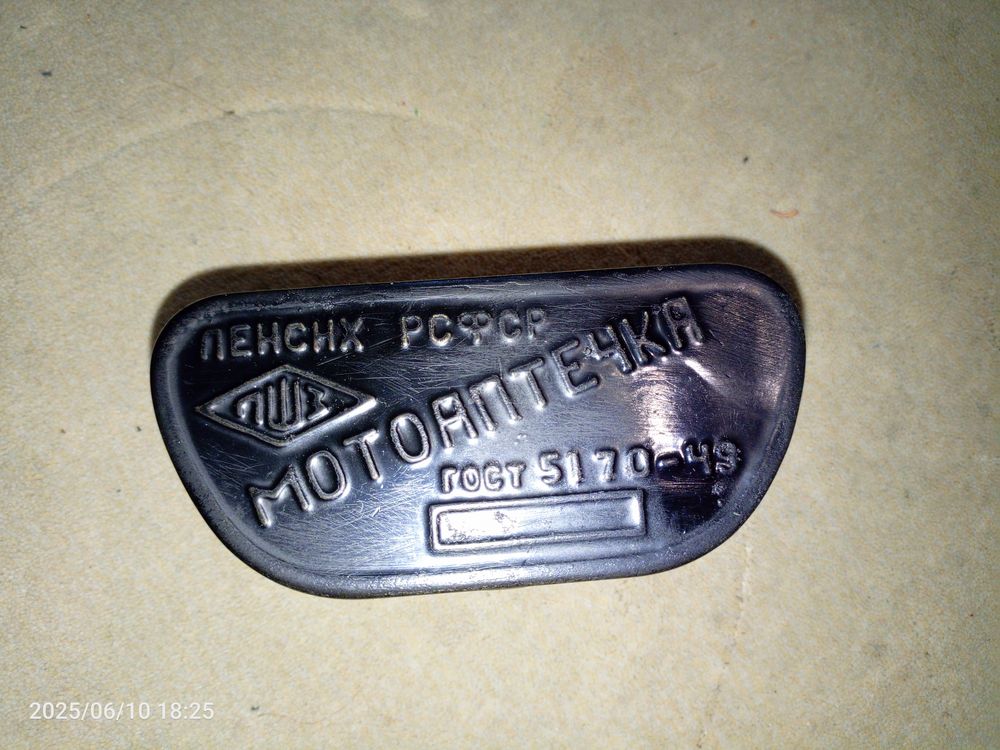 ЛЕНСНХ РСФСР
ЛШЗ
МОТОАПТЕЧКА
ГОСТ 5170-49
2025/06/10 18:25